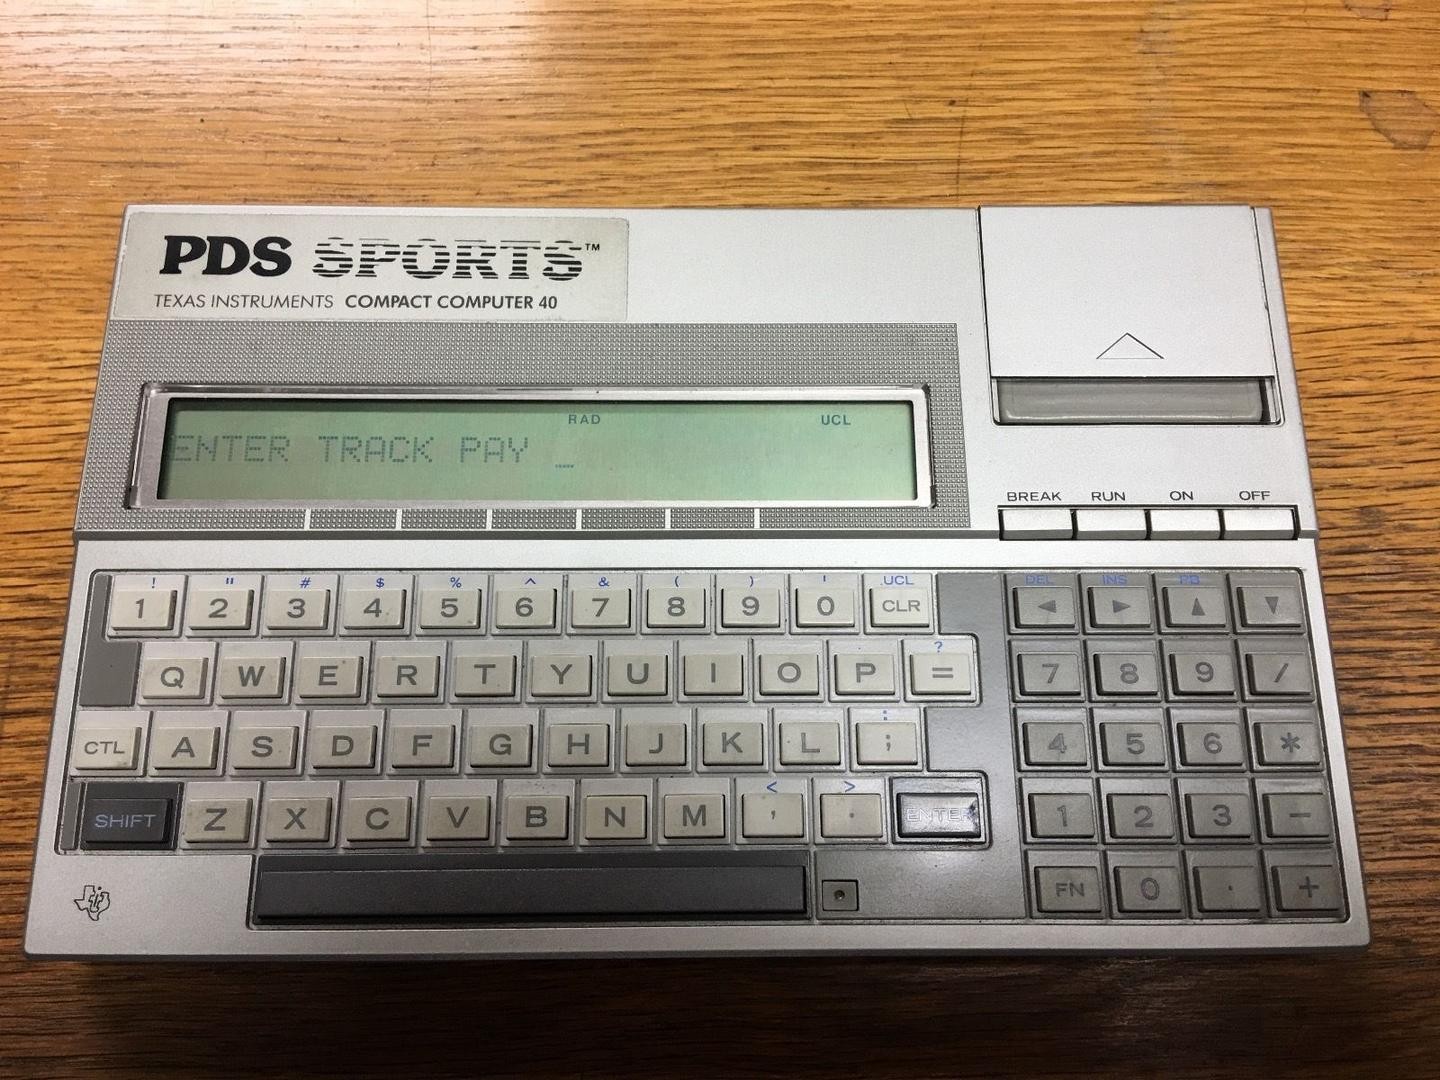 PDS SPORTS™
TEXAS INSTRUMENTS COMPACT COMPUTER 40
RAD UCL
ENTER TRACK PAY _
BREAK RUN ON OFF
! " # $ % ^ & ( ) ' UCL DEL INS PB
1 2 3 4 5 6 7 8 9 0 CLR
?
Q W E R T Y U I O P = 7 8 9 /
:
CTL A S D F G H J K L ; 4 5 6 *
< >
SHIFT Z X C V B N M , . ENTER 1 2 3 −
FN 0 . +